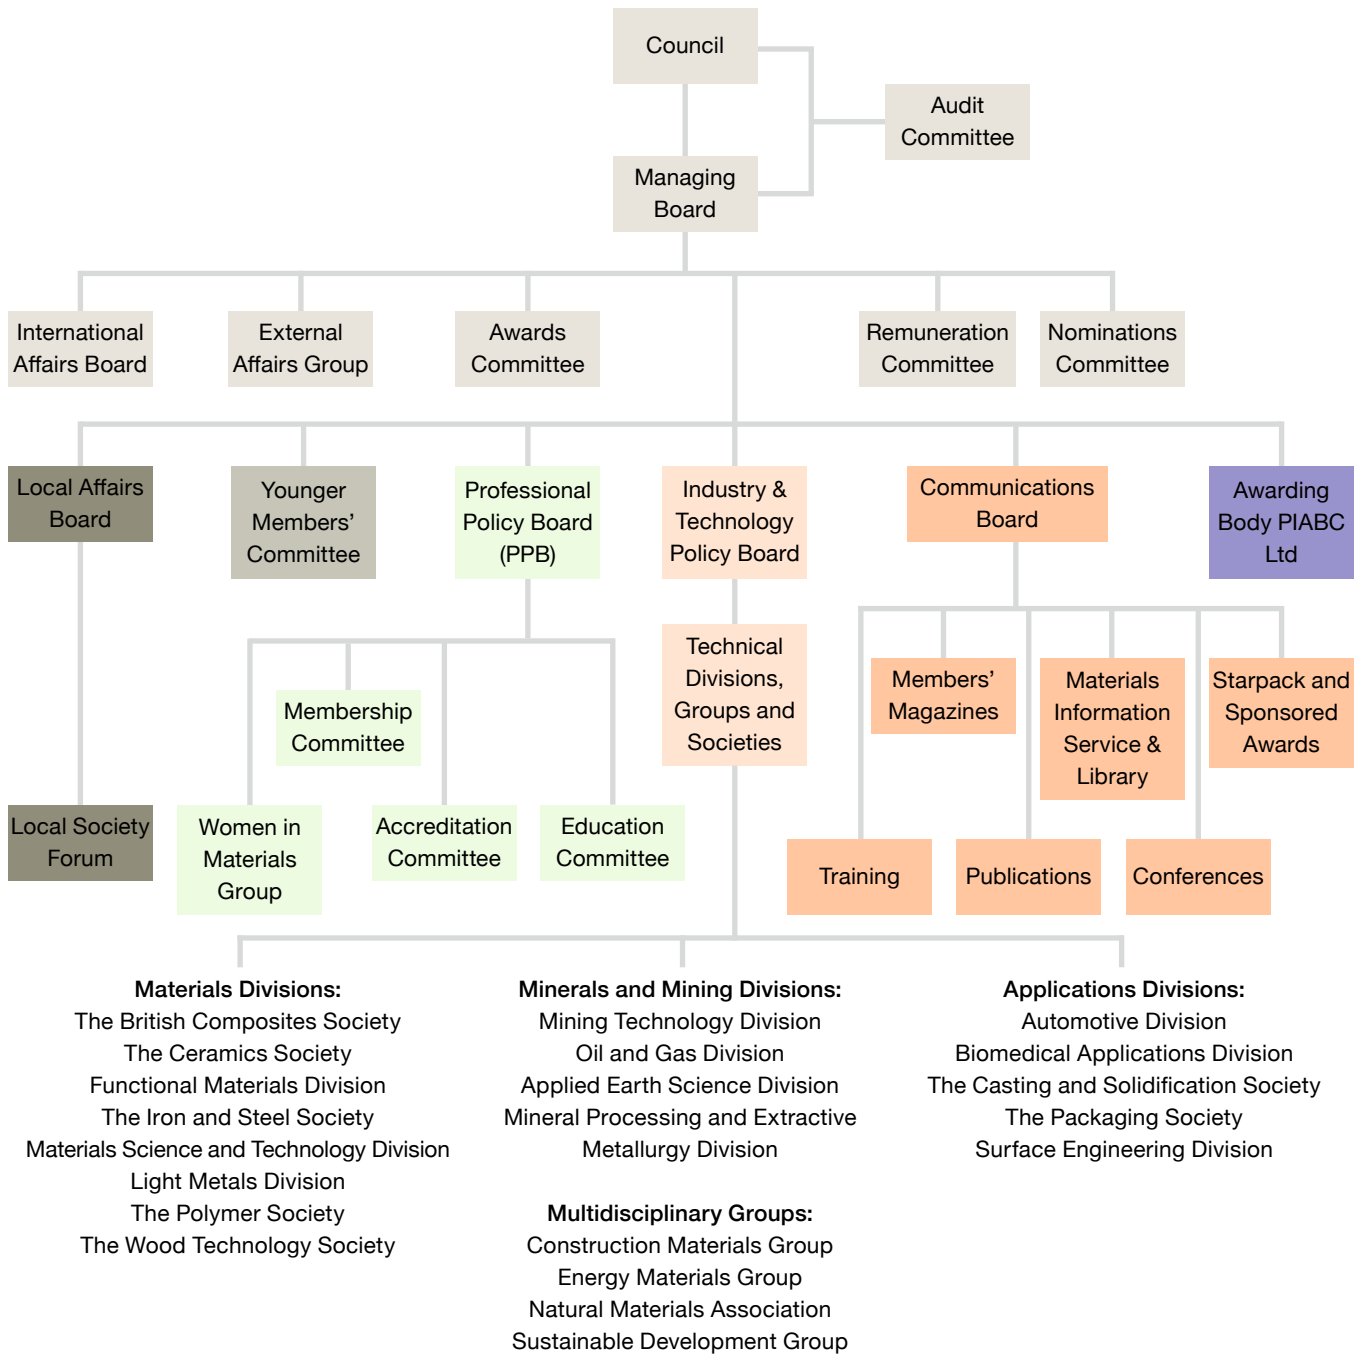 Council
Audit
Committee
Managing
Board
International
Affairs Board
External
Affairs Group
Awards
Committee
Remuneration
Committee
Nominations
Committee
Local Affairs
Board
Younger
Members’
Committee
Professional
Policy Board
(PPB)
Industry &
Technology
Policy Board
Communications
Board
Awarding
Body PIABC
Ltd
Technical
Divisions,
Groups and
Societies
Members’
Magazines
Materials
Information
Service &
Library
Starpack and
Sponsored
Awards
Membership
Committee
Local Society
Forum
Women in
Materials
Group
Accreditation
Committee
Education
Committee
Training
Publications
Conferences
Materials Divisions:
The British Composites Society
The Ceramics Society
Functional Materials Division
The Iron and Steel Society
Materials Science and Technology Division
Light Metals Division
The Polymer Society
The Wood Technology Society
Minerals and Mining Divisions:
Mining Technology Division
Oil and Gas Division
Applied Earth Science Division
Mineral Processing and Extractive
Metallurgy Division
Multidisciplinary Groups:
Construction Materials Group
Energy Materials Group
Natural Materials Association
Sustainable Development Group
Applications Divisions:
Automotive Division
Biomedical Applications Division
The Casting and Solidification Society
The Packaging Society
Surface Engineering Division